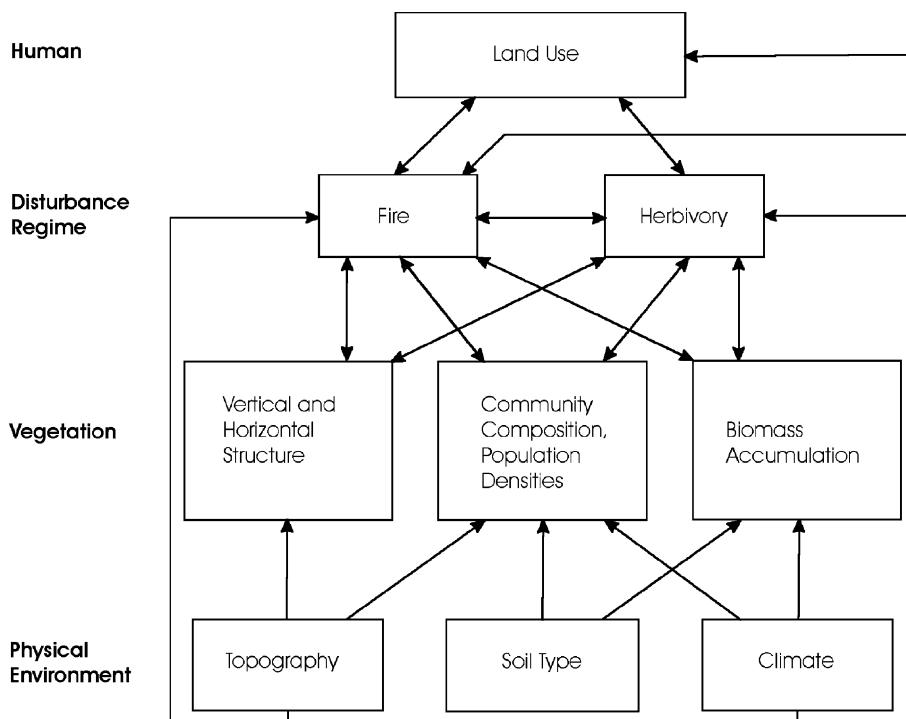 Human
Land Use
Disturbance
Regime
Fire
Herbivory
Vegetation
Vertical and
Horizontal
Structure
Community
Composition,
Population
Densities
Biomass
Accumulation
Physical
Environment
Topography
Soil Type
Climate